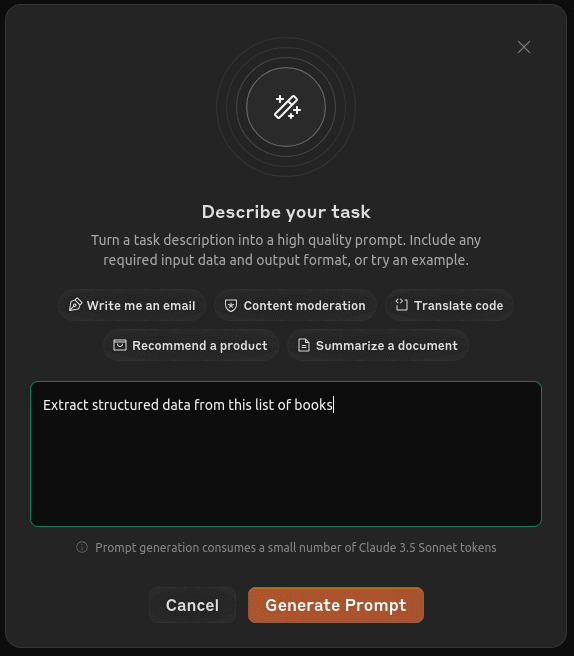 Describe your task
Turn a task description into a high quality prompt. Include any
required input data and output format, or try an example.
Write me an email
Content moderation
Translate code
Recommend a product
Summarize a document
Extract structured data from this list of books
Prompt generation consumes a small number of Claude 3.5 Sonnet tokens
Cancel
Generate Prompt